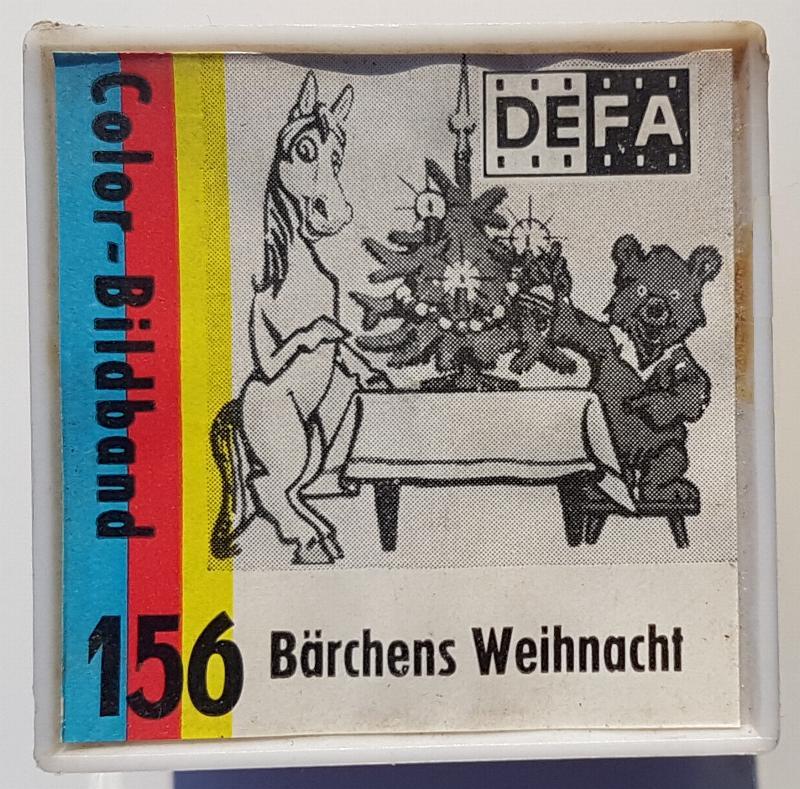 DEFA
Color-Bildband
156
Bärchens Weihnacht